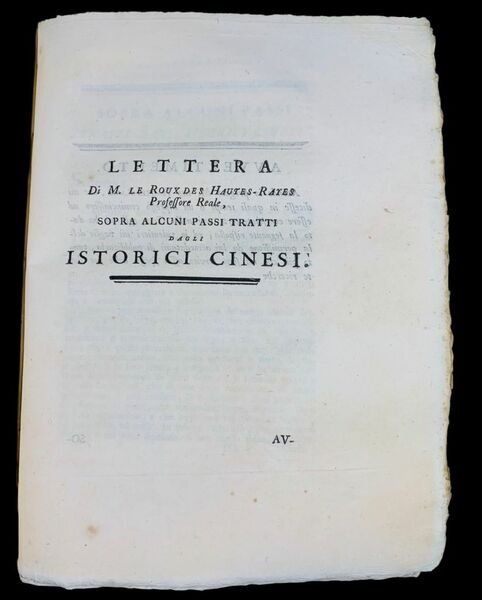 LETTERA
Di M. LE ROUX DES HAUTES-RAYES
Professore Reale,
SOPRA ALCUNI PASSI TRATTI
DAGLI
ISTORICI CINESI.
AV-